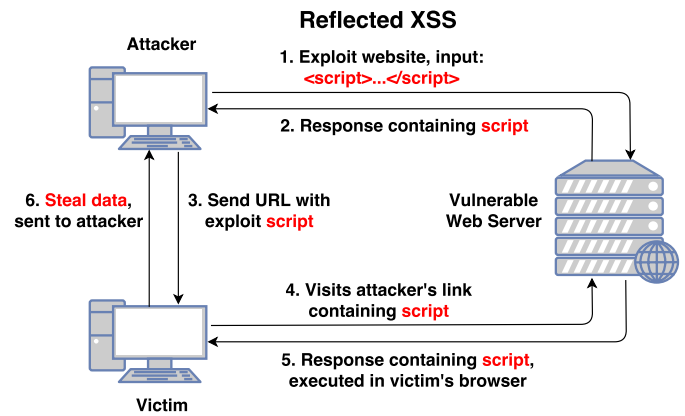 Reflected XSS
Attacker
1. Exploit website, input:
<script>...</script>
2. Response containing script
6. Steal data,
sent to attacker
3. Send URL with
exploit script
Vulnerable
Web Server
4. Visits attacker's link
containing script
5. Response containing script,
executed in victim's browser
Victim